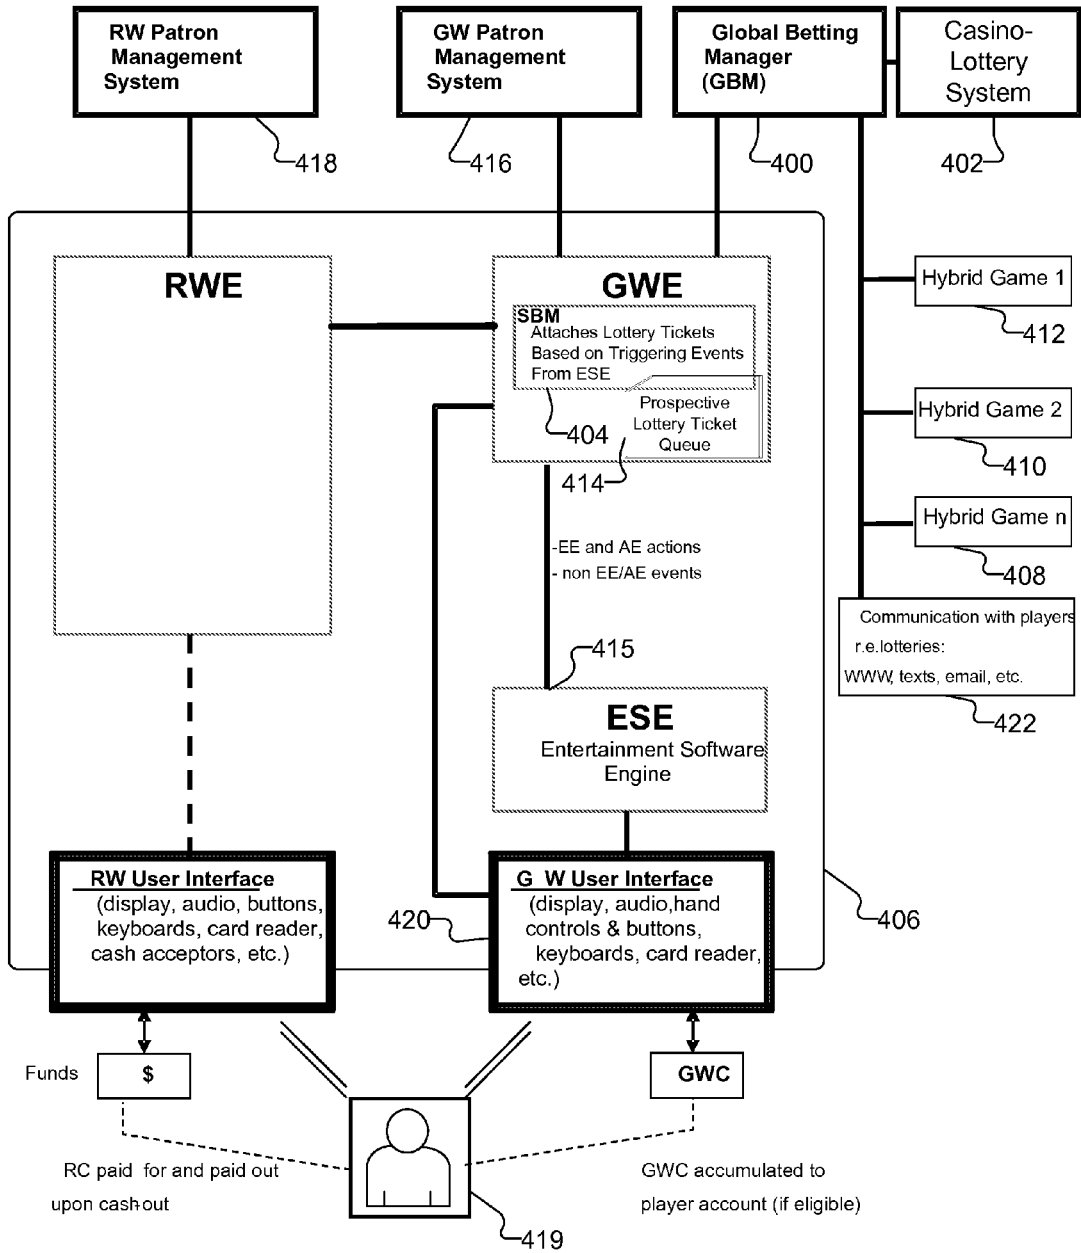 RW Patron
Management
System
GW Patron
Management
System
Global Betting
Manager
(GBM)
Casino-
Lottery
System
418
416
400
402
RWE
GWE
SBM
Attaches Lottery Tickets
Based on Triggering Events
From ESE
Prospective
Lottery Ticket
Queue
404
414
Hybrid Game 1
412
Hybrid Game 2
410
Hybrid Game n
408
-EE and AE actions
- non EE/AE events
Communication with players
r.e.lotteries:
WWW, texts, email, etc.
422
415
ESE
Entertainment Software
Engine
RW User Interface
(display, audio, buttons,
keyboards, card reader,
cash acceptors, etc.)
G W User Interface
(display, audio,hand
controls & buttons,
keyboards, card reader,
etc.)
420
406
Funds
$
GWC
RC paid for and paid out
upon cash-out
GWC accumulated to
player account (if eligible)
419